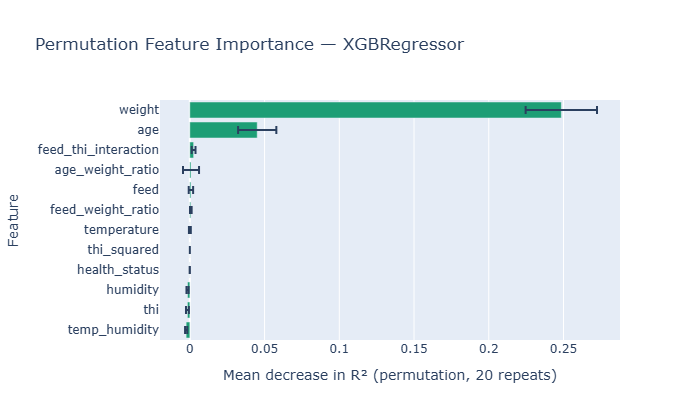 Permutation Feature Importance — XGBRegressor
Feature
weight
age
feed_thi_interaction
age_weight_ratio
feed
feed_weight_ratio
temperature
thi_squared
health_status
humidity
thi
temp_humidity
0 0.05 0.1 0.15 0.2 0.25
Mean decrease in R² (permutation, 20 repeats)